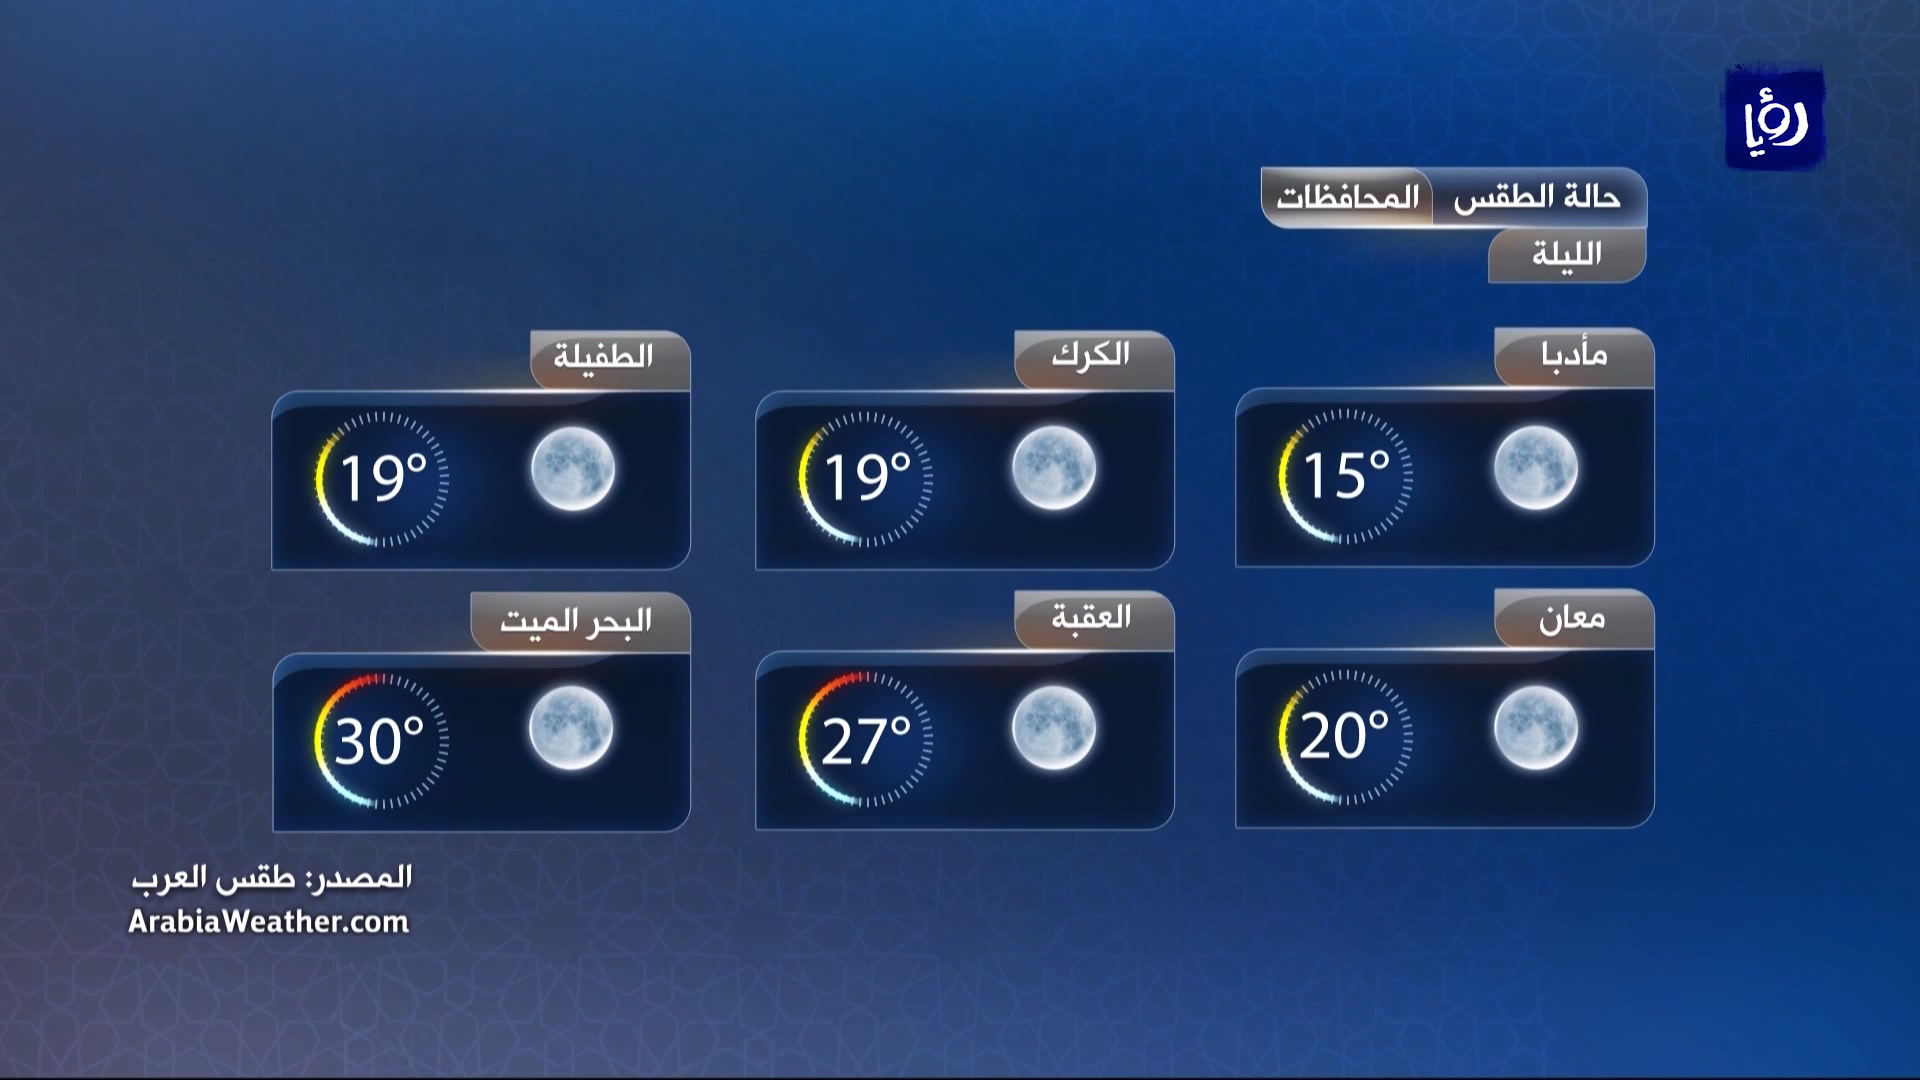 رؤيا
حالة الطقس المحافظات
الليلة
مأدبا
15°
الكرك
19°
الطفيلة
19°
معان
20°
العقبة
27°
البحر الميت
30°
المصدر: طقس العرب
ArabiaWeather.com